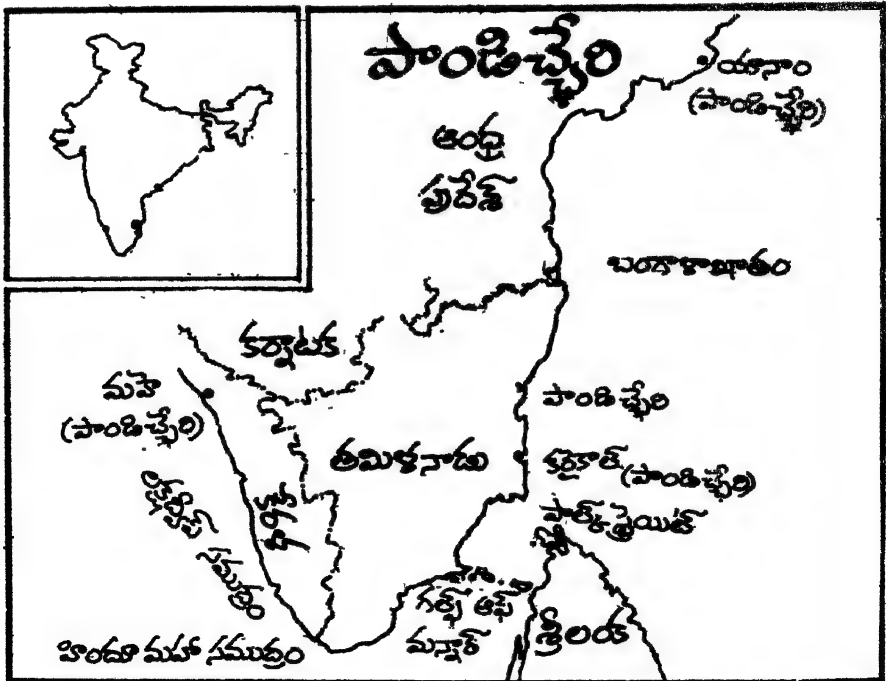 పాండిచ్చేరి
యానాం
(పాండిచ్చేరి)
ఆంధ్ర
ప్రదేశ్
బంగాళాఖాతం
కర్నాటక
మహె
(పాండిచ్చేరి)
పాండిచ్చేరి
తమిళనాడు
కరైకాల్ (పాండిచ్చేరి)
కేరళ
లక్షద్వీప్ సముద్రం
పాల్క్ స్ట్రెయిట్
గల్ఫ్ ఆఫ్
మన్నార్
శ్రీలంక
హిందూ మహా సముద్రం